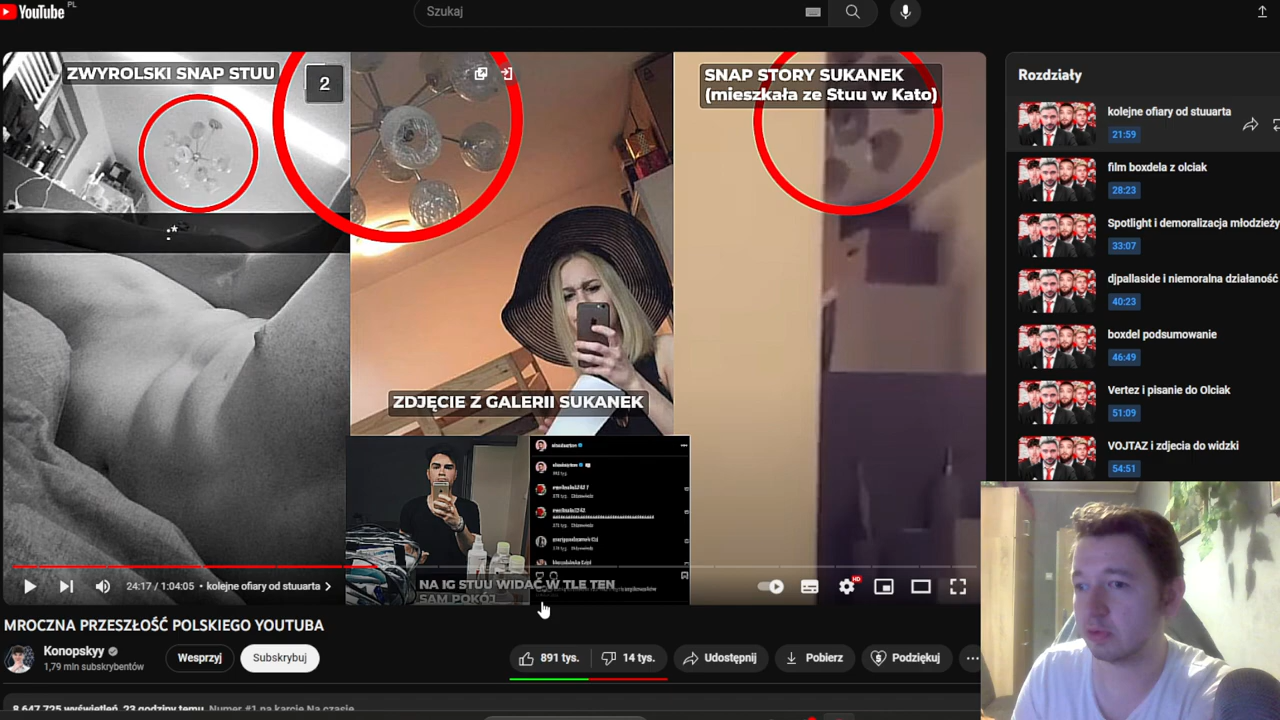 YouTube PL
Szukaj
ZWYROLSKI SNAP STUU
2
:*
SNAP STORY SUKANEK
(mieszkała ze Stuu w Kato)
ZDJĘCIE Z GALERII SUKANEK
NA IG STUU WIDAĆ W TLE TEN
SAM POKÓJ
24:17 / 1:04:05 • kolejne ofiary od stuuarta
HD
MROCZNA PRZESZŁOŚĆ POLSKIEGO YOUTUBA
Konopskyy
1,79 mln subskrybentów
Wesprzyj
Subskrybuj
891 tys.
14 tys.
Udostępnij
Pobierz
Podziękuj
8 647 725 wyświetleń 23 godziny temu Numer #1 na karcie Na czasie
Rozdziały
kolejne ofiary od stuuarta
21:59
film boxdela z olciak
28:23
Spotlight i demoralizacja młodzieży
33:07
djpallaside i niemoralna działaność
40:23
boxdel podsumowanie
46:49
Vertez i pisanie do Olciak
51:09
VOJTAZ i zdjecia do widzki
54:51